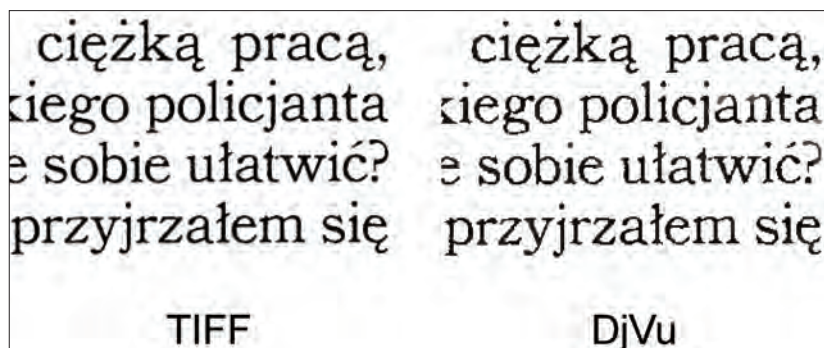 ciężką pracą,
kiego policjanta
e sobie ułatwić?
przyjrzałem się
TIFF
ciężką pracą,
kiego policjanta
e sobie ułatwić?
przyjrzałem się
DjVu